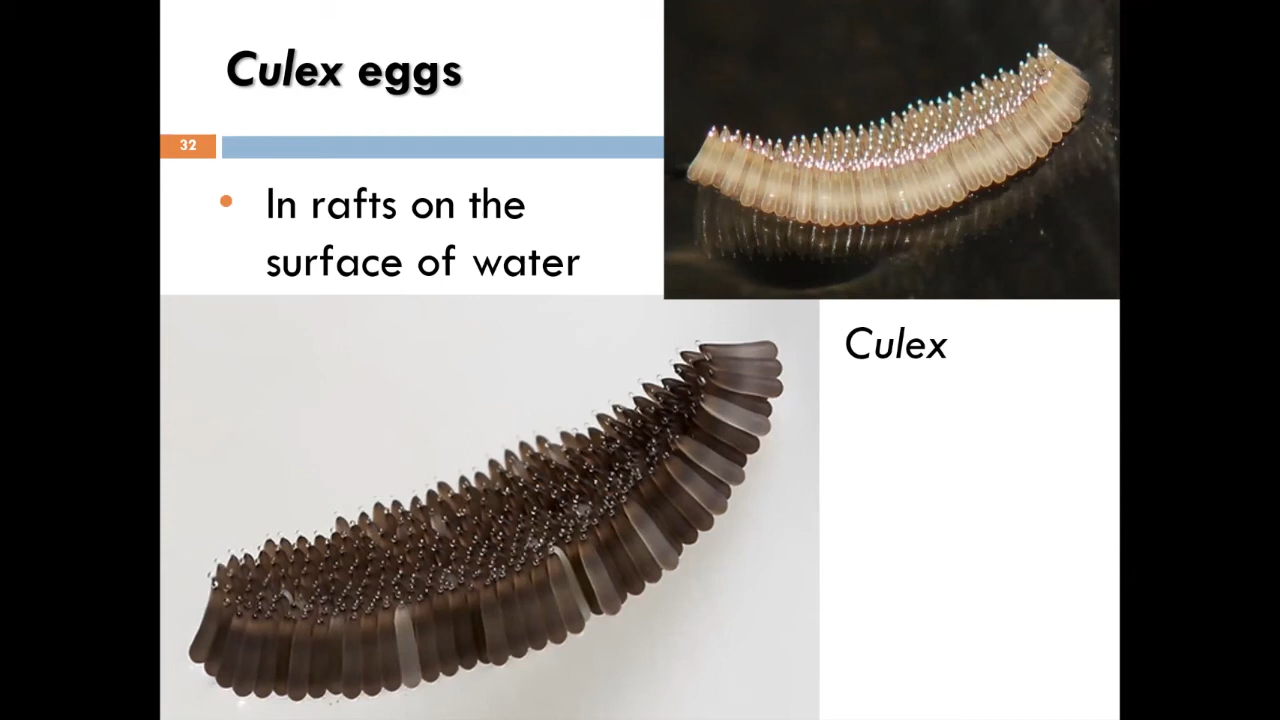 Culex eggs
32
In rafts on the
surface of water
Culex